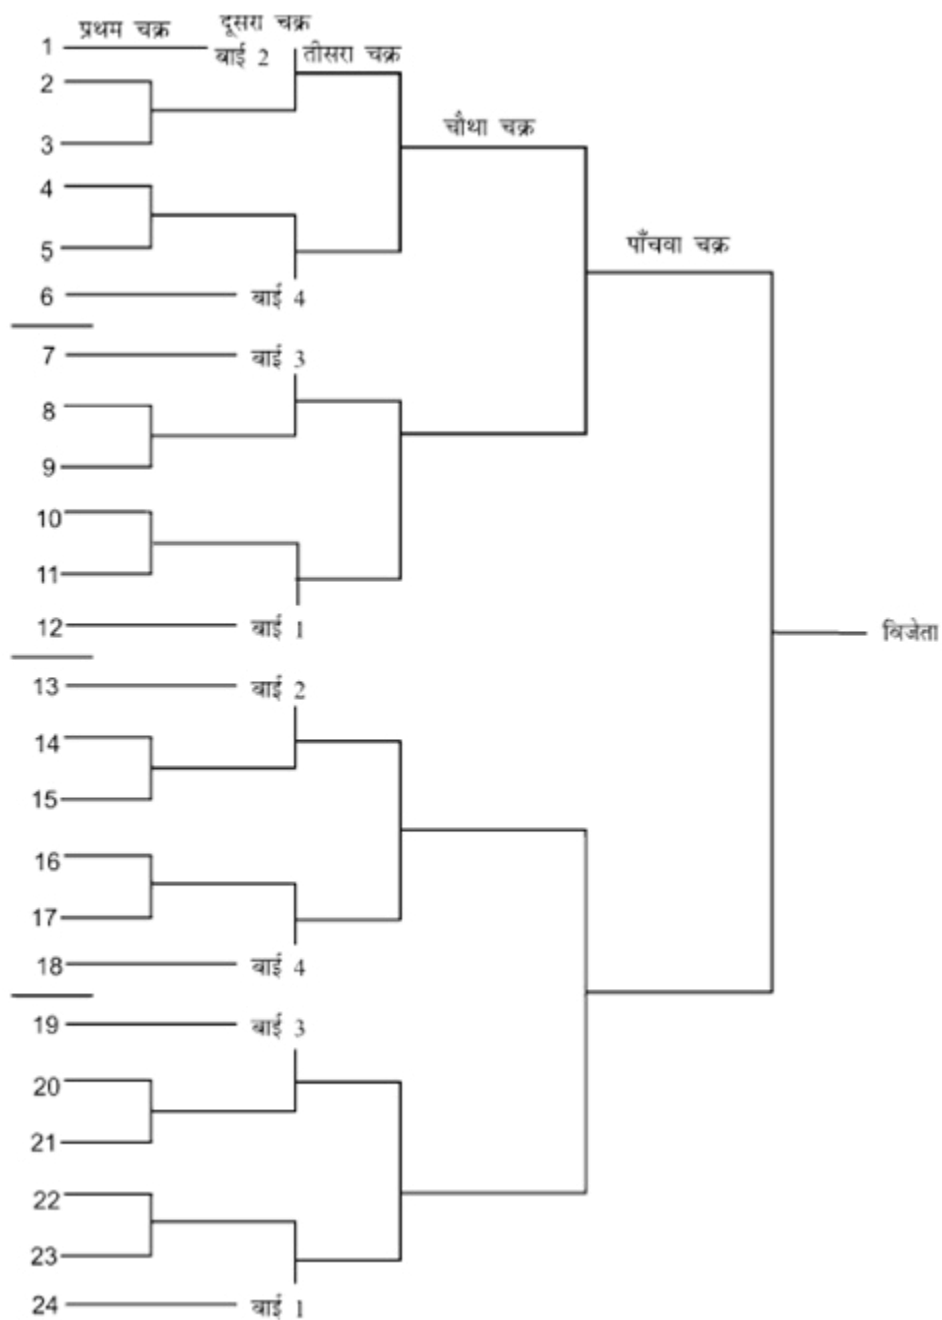 प्रथम चक्र
दूसरा चक्र
1
बाई 2
तीसरा चक्र
2
चौथा चक्र
3
4
5
पाँचवा चक्र
6
बाई 4
7
बाई 3
8
9
10
11
12
बाई 1
विजेता
13
बाई 2
14
15
16
17
18
बाई 4
19
बाई 3
20
21
22
23
24
बाई 1